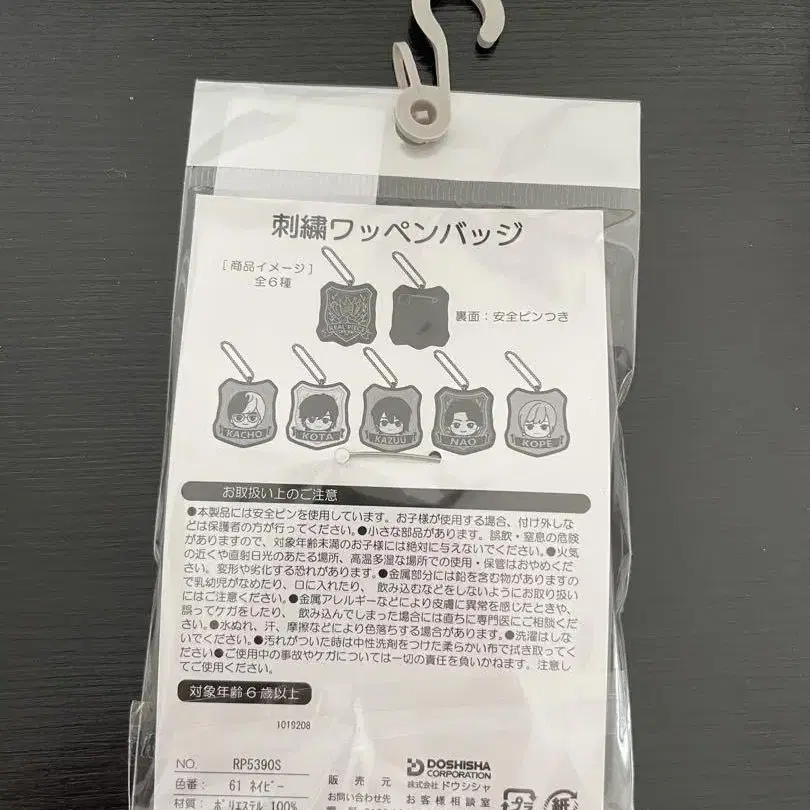 刺繍ワッペンバッジ
[商品イメージ]
全6種
裏面：安全ピンつき
REAL PIECE
KACHO
KOTA
KAZUU
NAO
KOPE
お取扱い上のご注意
●本製品には安全ピンを使用しています。お子様が使用する場合、付け外しな
どは保護者の方が行ってください。●小さな部品があります。誤飲・窒息の危険
がありますので、対象年齢未満のお子様には絶対に与えないでください。●火気
の近くや直射日光のあたる場所、高温多湿な場所での使用・保管はおやめくだ
さい。変形や劣化する恐れがあります。●金属部分には鉛を含む物がありますの
で乳幼児がなめたり、口に入れたり、飲み込むなどをしないようにお取り扱い
にはご注意ください。●金属アレルギーなどにより皮膚に異常を感じたときや、
誤ってケガをしたり、飲み込んでしまった場合には直ちに専門医にご相談くださ
い。●水ぬれ、汗、摩擦などにより色落ちする場合があります。●洗濯はしな
いでください。●汚れがついた時は中性洗剤をつけた柔らかい布で拭き取ってく
ださい●ご使用中の事故やケガについては一切の責任を負いかねます。注意し
てご使用ください。
対象年齢6歳以上
1019208
NO. RP5390S
色番： 61 ネイビー
材質： ポリエステル 100%
販売元
DOSHISHA
株式会社ドウシシャ
お問い合わせ先
お客様相談室
プラ
紙